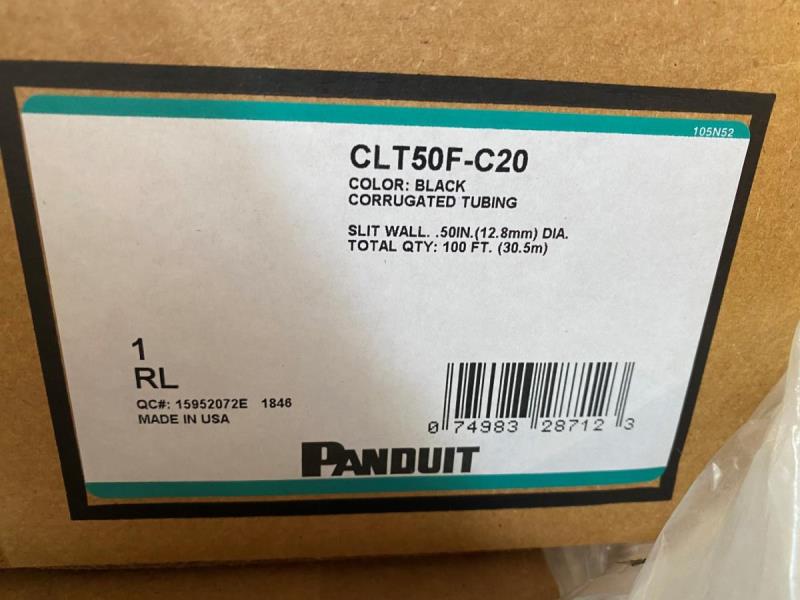 105N52
CLT50F-C20
COLOR: BLACK
CORRUGATED TUBING
SLIT WALL. .50IN.(12.8mm) DIA.
TOTAL QTY: 100 FT. (30.5m)
1
RL
QC#: 15952072E 1846
MADE IN USA
0 74983 28712 3
PANDUIT